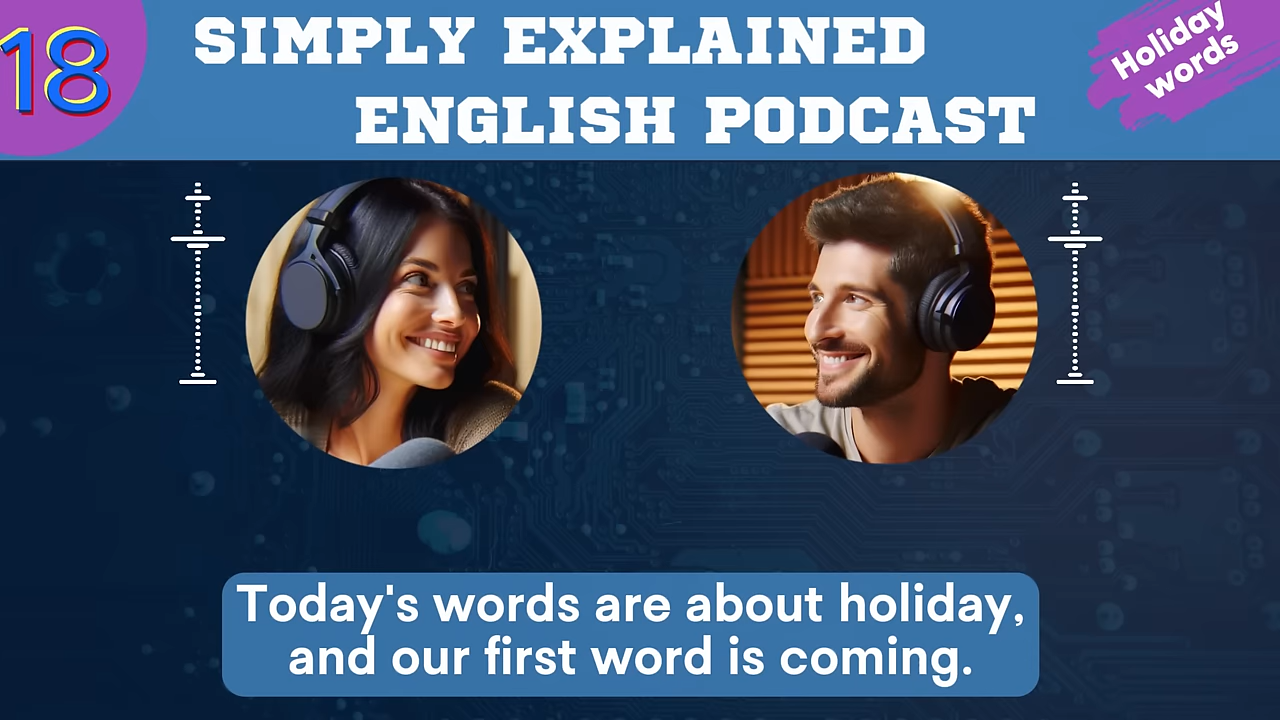 18
SIMPLY EXPLAINED
ENGLISH PODCAST
Holiday
words
Today's words are about holiday,
and our first word is coming.